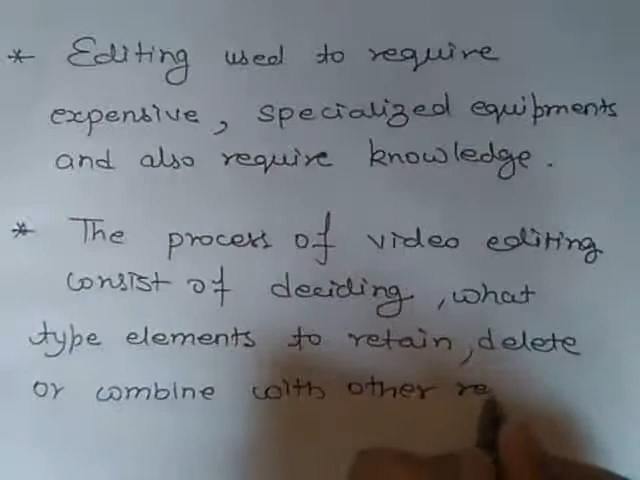 * Editing used to require
expensive, specialized equipments
and also require knowledge.
* The process of video editing
consist of deciding, what
type elements to retain, delete
or combine with other re